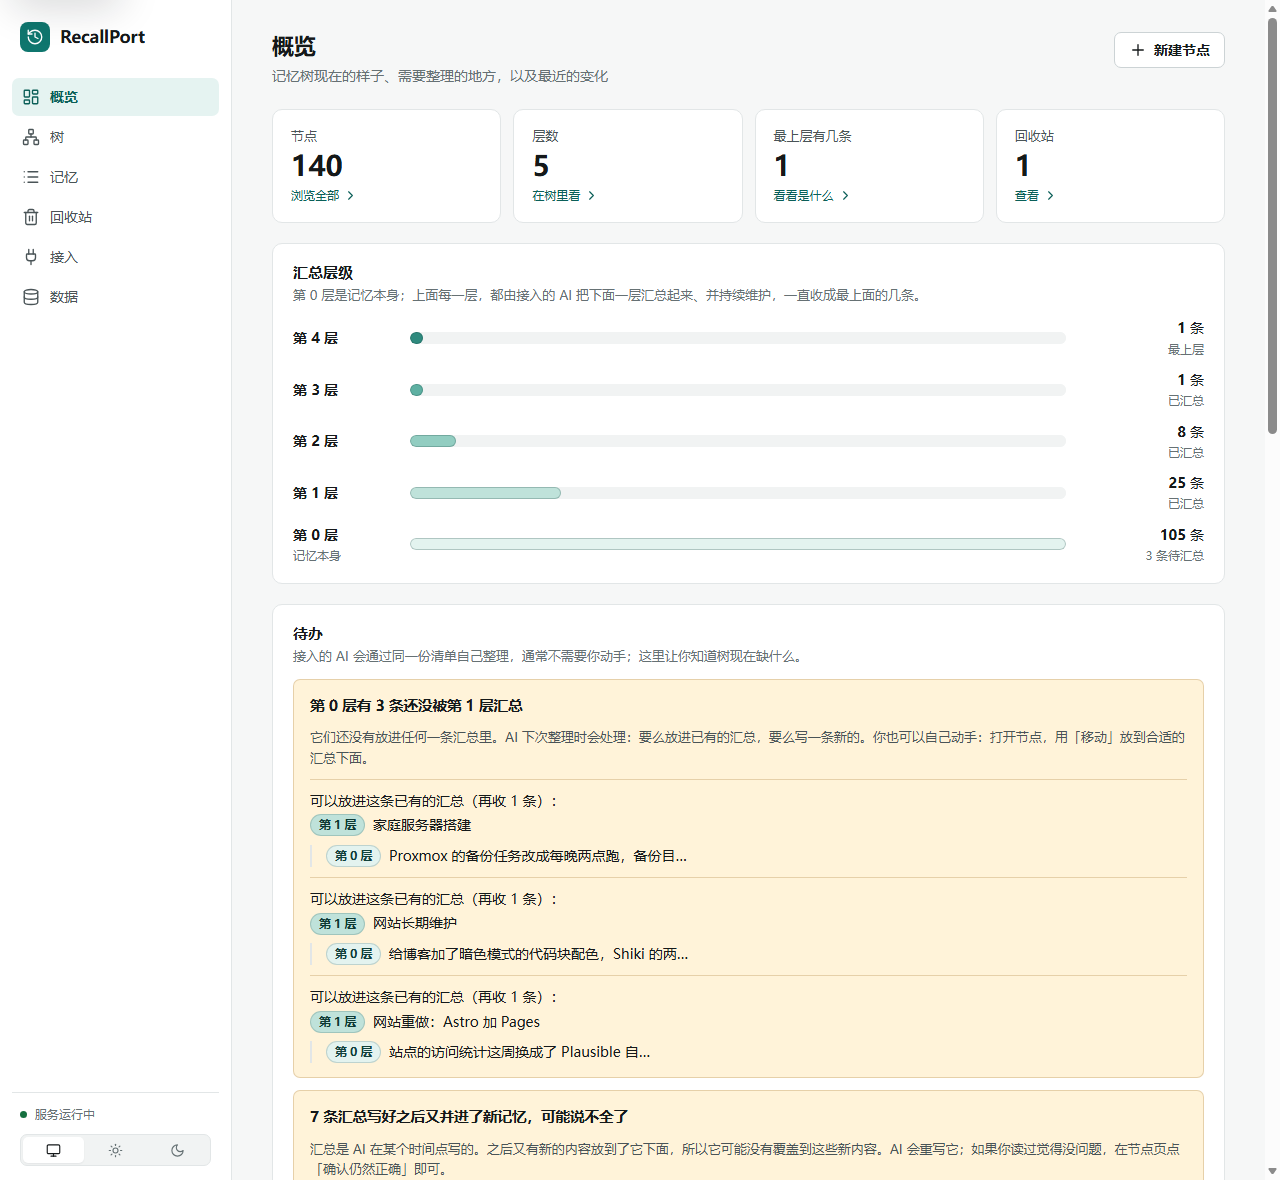 RecallPort
概览
树
记忆
回收站
接入
数据
服务运行中
概览
记忆树现在的样子、需要整理的地方，以及最近的变化
新建节点
节点
140
浏览全部
层数
5
在树里看
最上层有几条
1
看看是什么
回收站
1
查看
汇总层级
第 0 层是记忆本身；上面每一层，都由接入的 AI 把下面一层汇总起来、并持续维护，一直收成最上面的几条。
第 4 层
1 条
最上层
第 3 层
1 条
已汇总
第 2 层
8 条
已汇总
第 1 层
25 条
已汇总
第 0 层
记忆本身
105 条
3 条待汇总
待办
接入的 AI 会通过同一份清单自己整理，通常不需要你动手；这里让你知道树现在缺什么。
第 0 层有 3 条还没被第 1 层汇总
它们还没有放进任何一条汇总里。AI 下次整理时会处理：要么放进已有的汇总，要么写一条新的。你也可以自己动手：打开节点，用「移动」放到合适的
汇总下面。
可以放进这条已有的汇总（再收 1 条）：
第 1 层 家庭服务器搭建
第 0 层 Proxmox 的备份任务改成每晚两点跑，备份目…
可以放进这条已有的汇总（再收 1 条）：
第 1 层 网站长期维护
第 0 层 给博客加了暗色模式的代码块配色，Shiki 的两…
可以放进这条已有的汇总（再收 1 条）：
第 1 层 网站重做：Astro 加 Pages
第 0 层 站点的访问统计这周换成了 Plausible 自…
7 条汇总写好之后又并进了新记忆，可能说不全了
汇总是 AI 在某个时间点写的。之后又有新的内容放到了它下面，所以它可能没有覆盖到这些新内容。AI 会重写它；如果你读过觉得没问题，在节点页点
「确认仍然正确」即可。